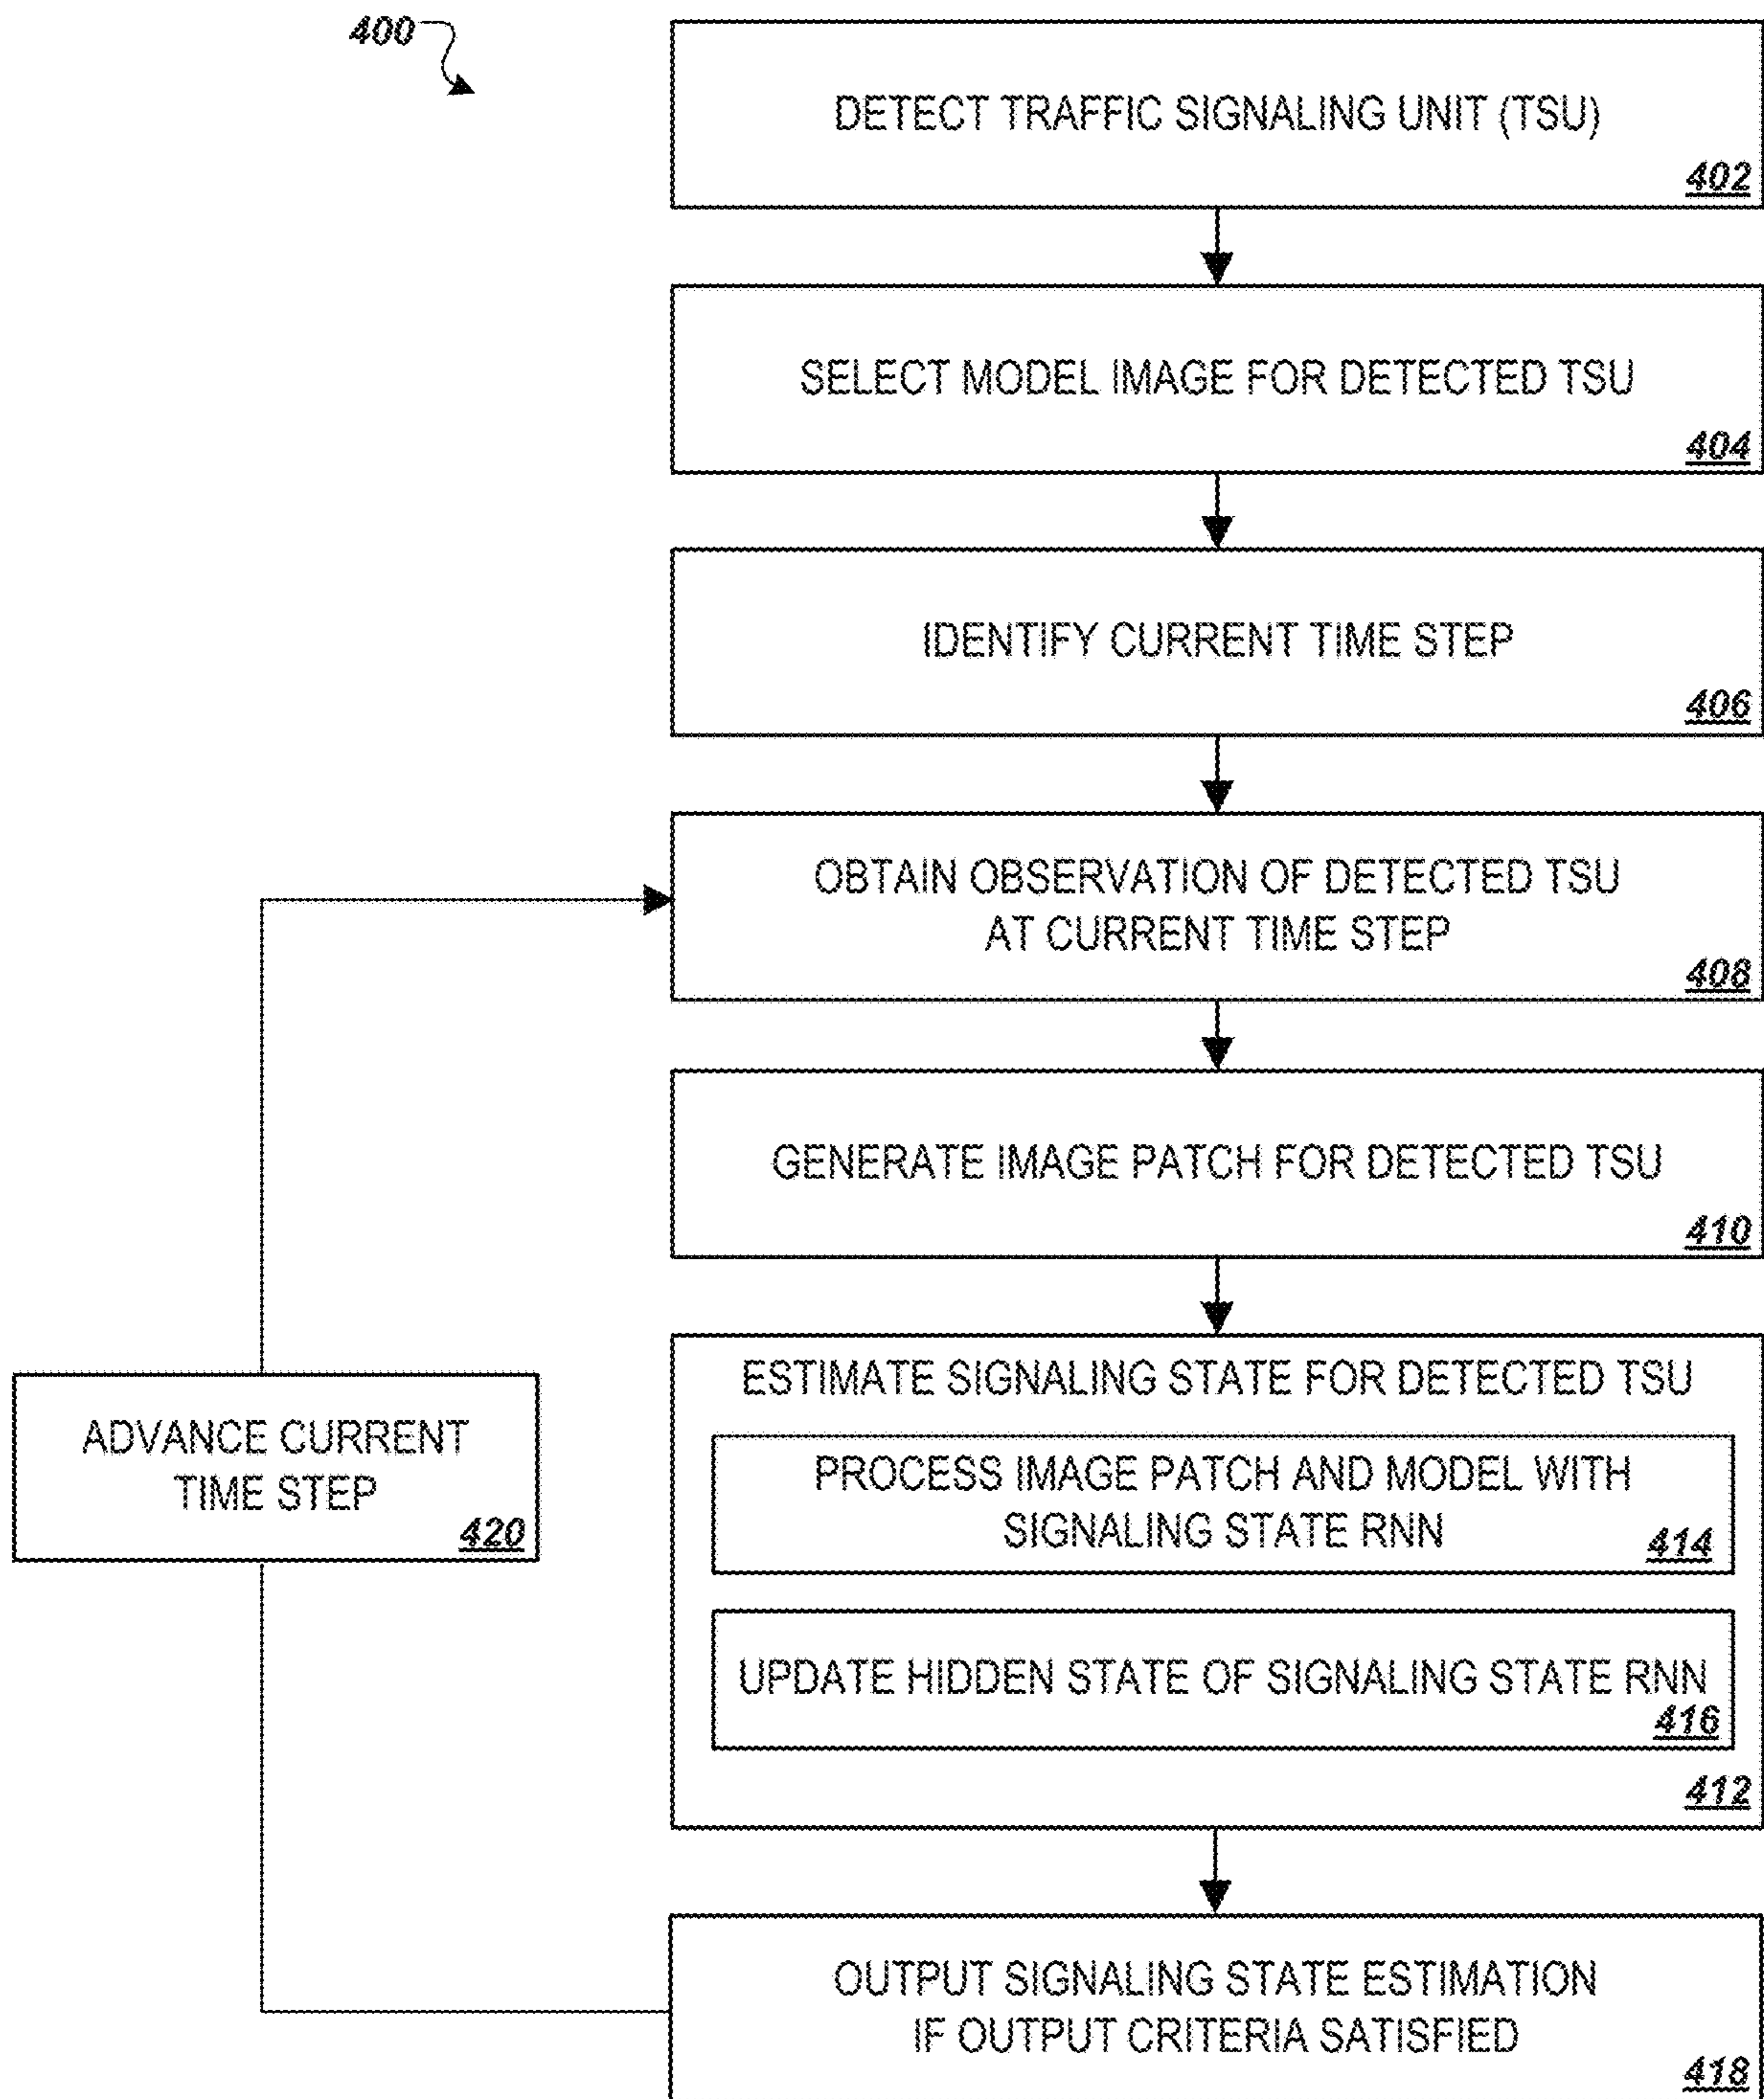 400
DETECT TRAFFIC SIGNALING UNIT (TSU)
402
SELECT MODEL IMAGE FOR DETECTED TSU
404
IDENTIFY CURRENT TIME STEP
406
OBTAIN OBSERVATION OF DETECTED TSU
AT CURRENT TIME STEP
408
GENERATE IMAGE PATCH FOR DETECTED TSU
410
ESTIMATE SIGNALING STATE FOR DETECTED TSU
PROCESS IMAGE PATCH AND MODEL WITH
SIGNALING STATE RNN
414
UPDATE HIDDEN STATE OF SIGNALING STATE RNN
416
412
ADVANCE CURRENT
TIME STEP
420
OUTPUT SIGNALING STATE ESTIMATION
IF OUTPUT CRITERIA SATISFIED
418